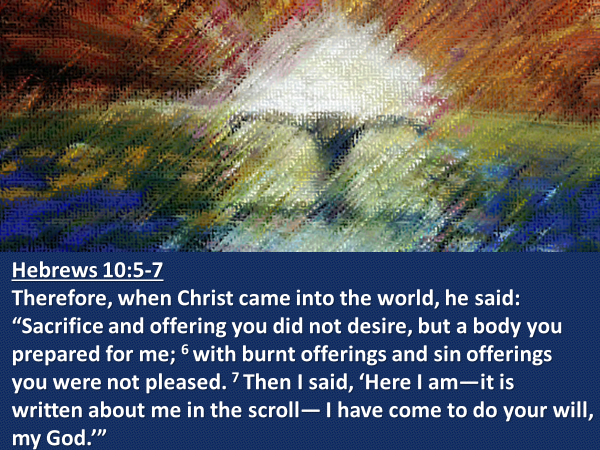 Hebrews 10:5-7
Therefore, when Christ came into the world, he said:
“Sacrifice and offering you did not desire, but a body you
prepared for me; 6 with burnt offerings and sin offerings
you were not pleased. 7 Then I said, ‘Here I am—it is
written about me in the scroll— I have come to do your will,
my God.’”